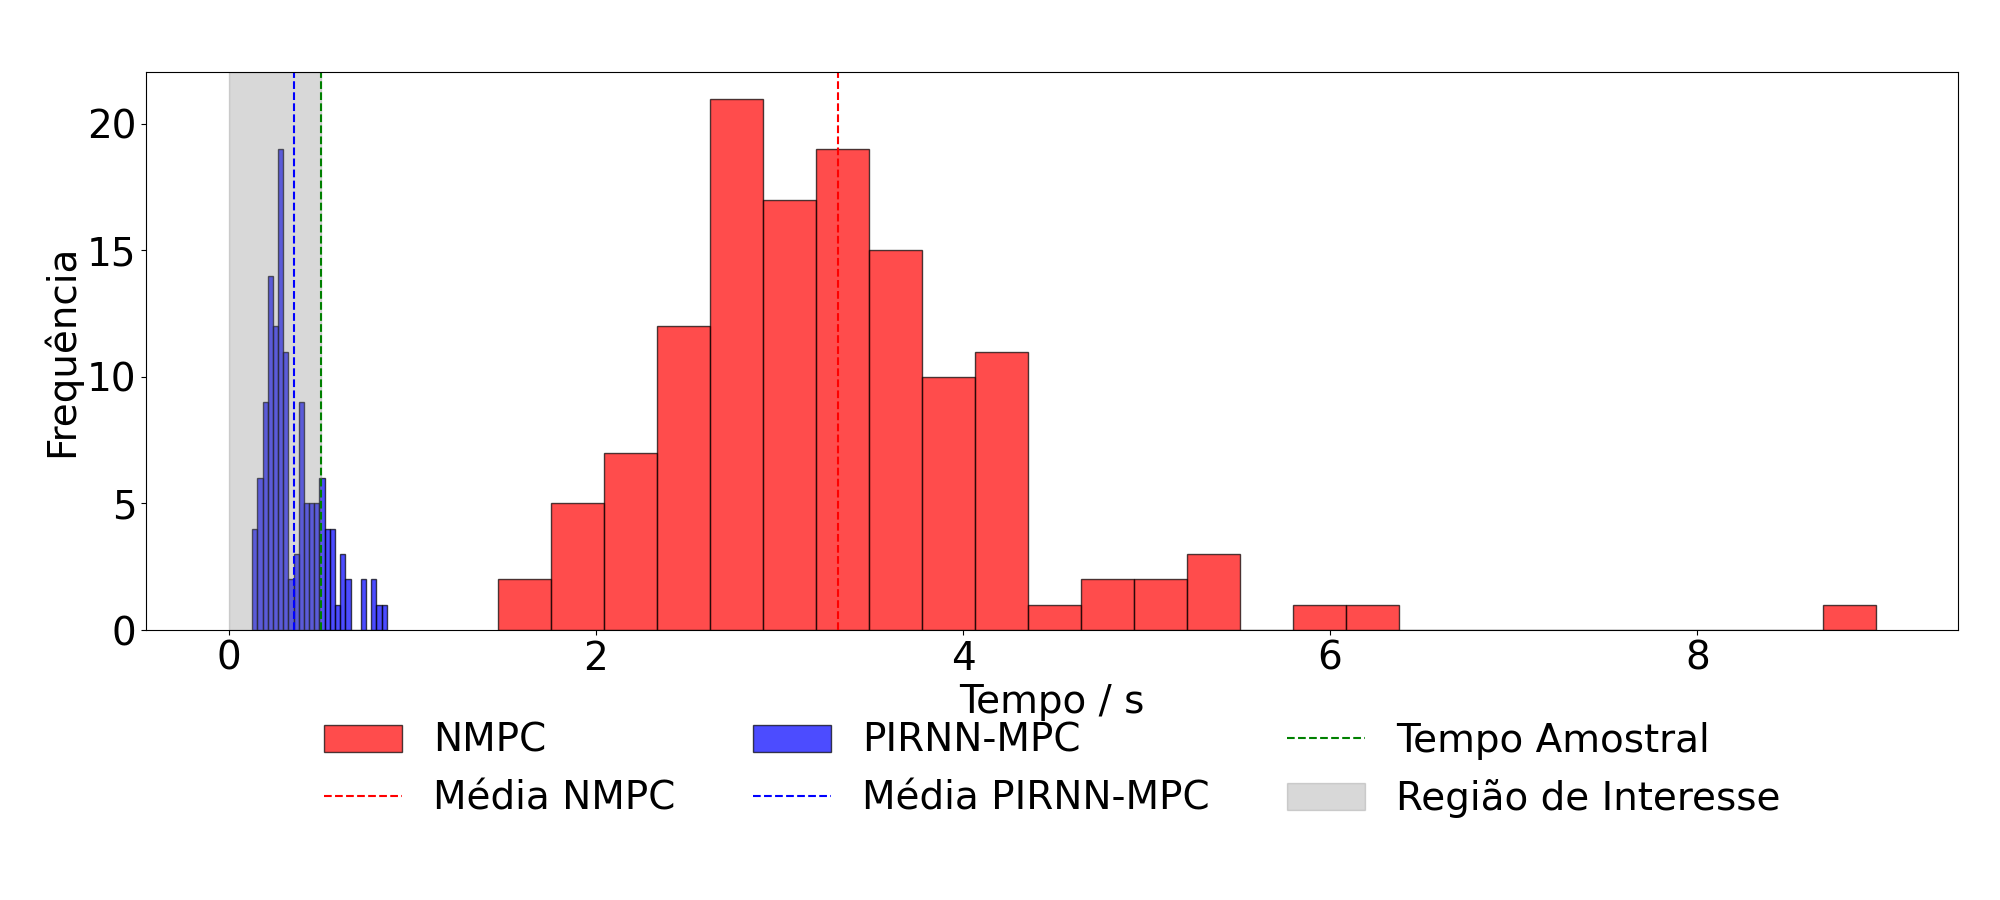 20
15
10
5
0
Frequência
0 2 4 6 8
Tempo / s
NMPC PIRNN-MPC Tempo Amostral
Média NMPC Média PIRNN-MPC Região de Interesse